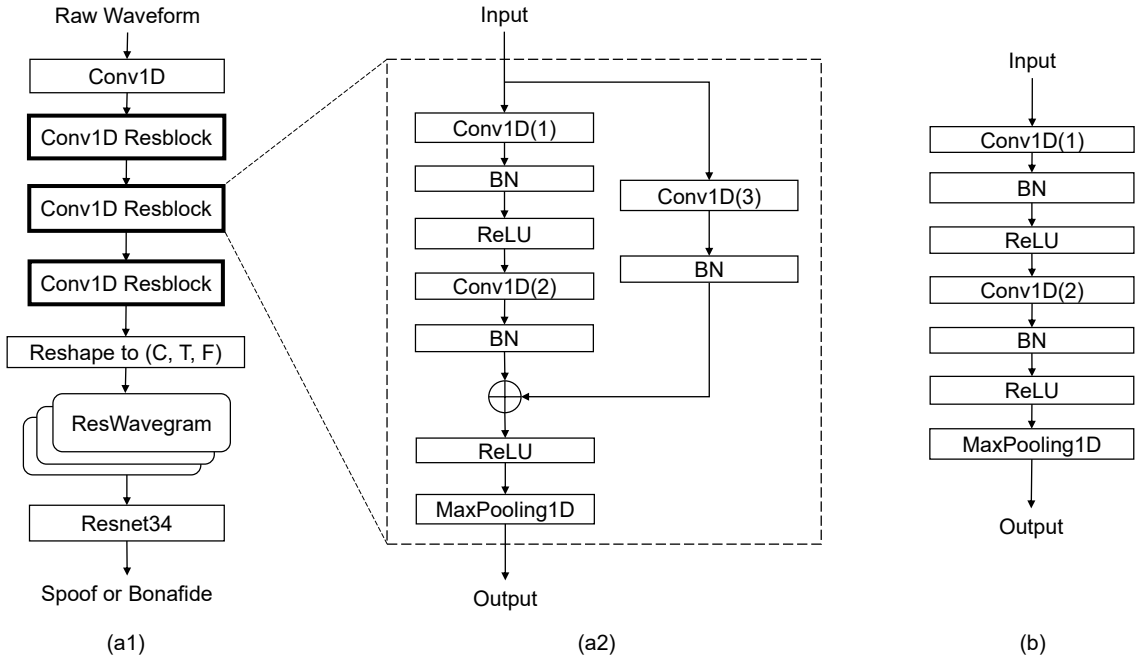 Raw Waveform
Conv1D
Conv1D Resblock
Conv1D Resblock
Conv1D Resblock
Reshape to (C, T, F)
ResWavegram
Resnet34
Spoof or Bonafide
(a1)
Input
Conv1D(1)
BN
ReLU
Conv1D(2)
BN
Conv1D(3)
BN
ReLU
MaxPooling1D
Output
(a2)
Input
Conv1D(1)
BN
ReLU
Conv1D(2)
BN
ReLU
MaxPooling1D
Output
(b)